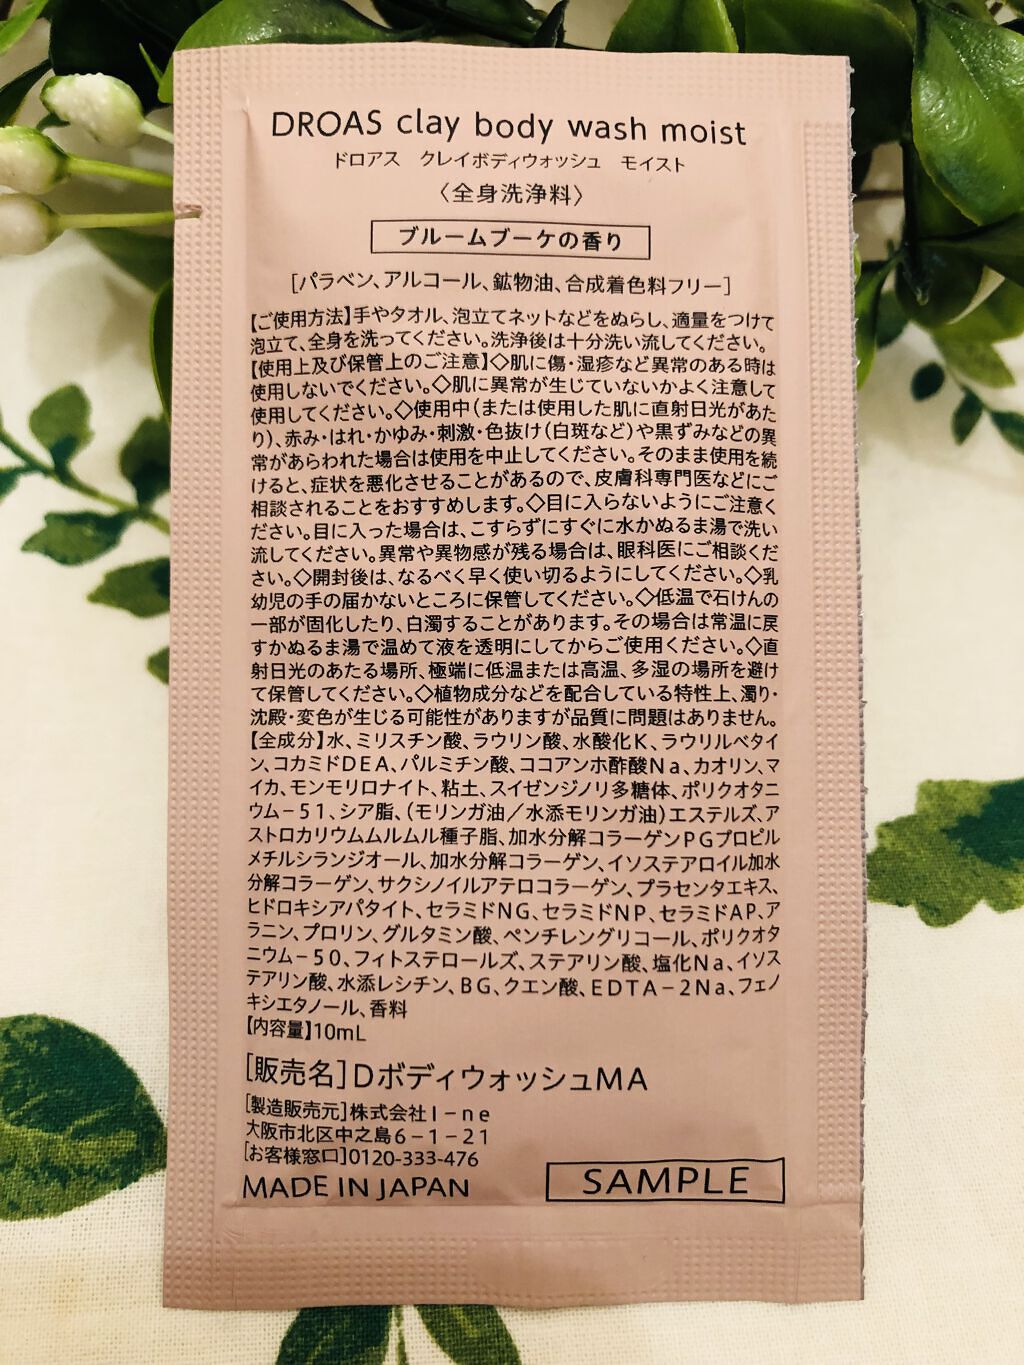 DROAS clay body wash moist
ドロアス クレイボディウォッシュ モイスト
〈全身洗浄料〉
ブルームブーケの香り
[パラベン、アルコール、鉱物油、合成着色料フリー]
【ご使用方法】手やタオル、泡立てネットなどをぬらし、適量をつけて
泡立て、全身を洗ってください。洗浄後は十分洗い流してください。
【使用上及び保管上のご注意】◇肌に傷・湿疹など異常のある時は
使用しないでください。◇肌に異常が生じていないかよく注意して
使用してください。◇使用中(または使用した肌に直射日光があた
り)、赤み・はれ・かゆみ・刺激・色抜け(白斑など)や黒ずみなどの異
常があらわれた場合は使用を中止してください。そのまま使用を続
けると、症状を悪化させることがあるので、皮膚科専門医などにご
相談されることをおすすめします。◇目に入らないようにご注意く
ださい。目に入った場合は、こすらずにすぐに水かぬるま湯で洗い
流してください。異常や異物感が残る場合は、眼科医にご相談くだ
さい。◇開封後は、なるべく早く使い切るようにしてください。◇乳
幼児の手の届かないところに保管してください。◇低温で石けんの
一部が固化したり、白濁することがあります。その場合は常温に戻
すかぬるま湯で温めて液を透明にしてからご使用ください。◇直
射日光のあたる場所、極端に低温または高温、多湿の場所を避け
て保管してください。◇植物成分などを配合している特性上、濁り・
沈殿・変色が生じる可能性がありますが品質に問題はありません。
【全成分】水、ミリスチン酸、ラウリン酸、水酸化K、ラウリルベタイ
ン、コカミドDEA、パルミチン酸、ココアンホ酢酸Na、カオリン、マ
イカ、モンモリロナイト、粘土、スイゼンジノリ多糖体、ポリクオタニ
ウム－51、シア脂、(モリンガ油／水添モリンガ油)エステルズ、ア
ストロカリウムムルムル種子脂、加水分解コラーゲンPGプロピル
メチルシランジオール、加水分解コラーゲン、イソステアロイル加水
分解コラーゲン、サクシノイルアテロコラーゲン、プラセンタエキス、
ヒドロキシアパタイト、セラミドNG、セラミドNP、セラミドAP、ア
ラニン、プロリン、グルタミン酸、ペンチレングリコール、ポリクオタ
ニウム－50、フィトステロールズ、ステアリン酸、塩化Na、イソス
テアリン酸、水添レシチン、BG、クエン酸、EDTA－2Na、フェノ
キシエタノール、香料
【内容量】10mL
[販売名]DボディウォッシュMA
[製造販売元]株式会社I－ne
大阪市北区中之島6－1－21
[お客様窓口]0120-333-476
MADE IN JAPAN
SAMPLE